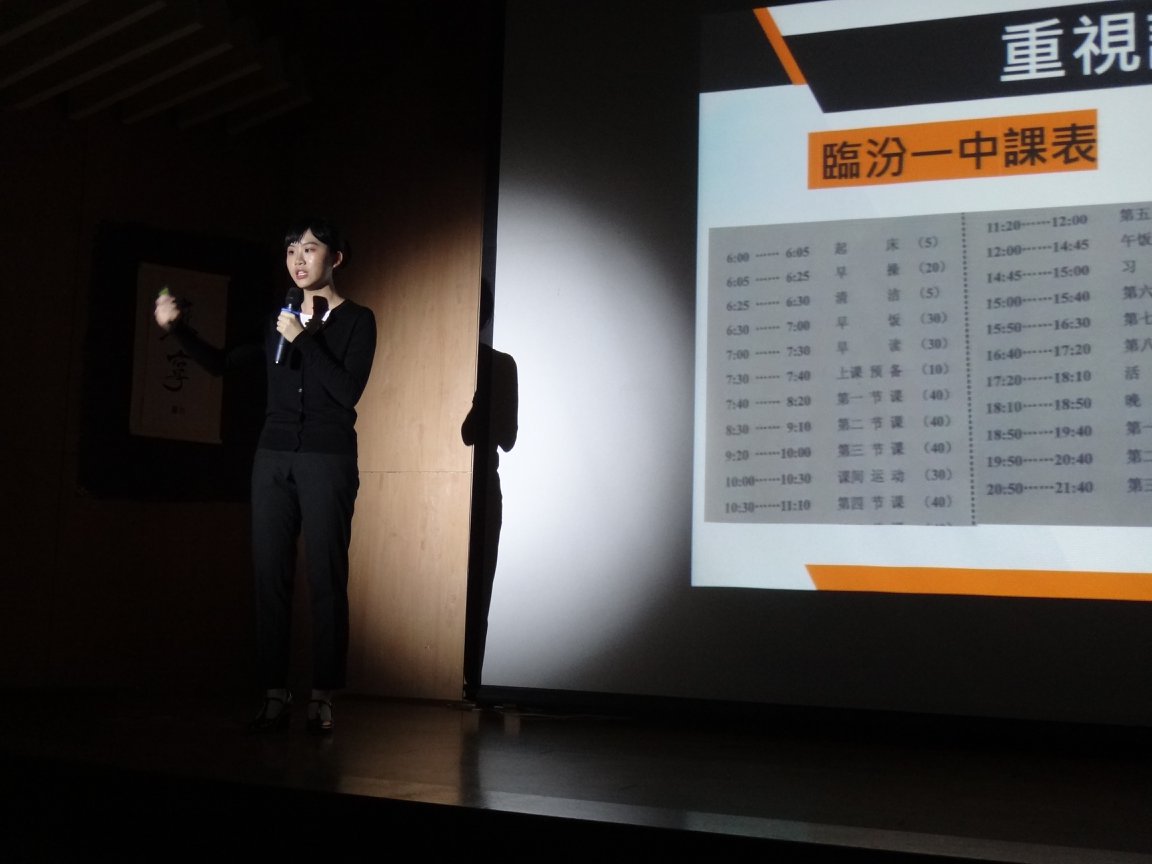 重視
臨汾一中課表
6:00 ······ 6:05 起 床 (5)
6:05 ······ 6:25 早 操 (20)
6:25 ······ 6:30 清 洁 (5)
6:30 ······ 7:00 早 饭 (30)
7:00 ······ 7:30 早 读 (30)
7:30 ······ 7:40 上课 预 备 (10)
7:40 ······ 8:20 第一 节 课 (40)
8:30 ······ 9:10 第二 节 课 (40)
9:20 ······10:00 第三 节 课 (40)
10:00······10:30 课间 运 动 (30)
10:30······11:10 第四 节 课 (40)
11:20······12:00 第五
12:00······14:45 午饭
14:45······15:00 习
15:00······15:40 第六
15:50······16:30 第七
16:40······17:20 第八
17:20······18:10 活
18:10······18:50 晚
18:50······19:40 第一
19:50······20:40 第二
20:50······21:40 第三